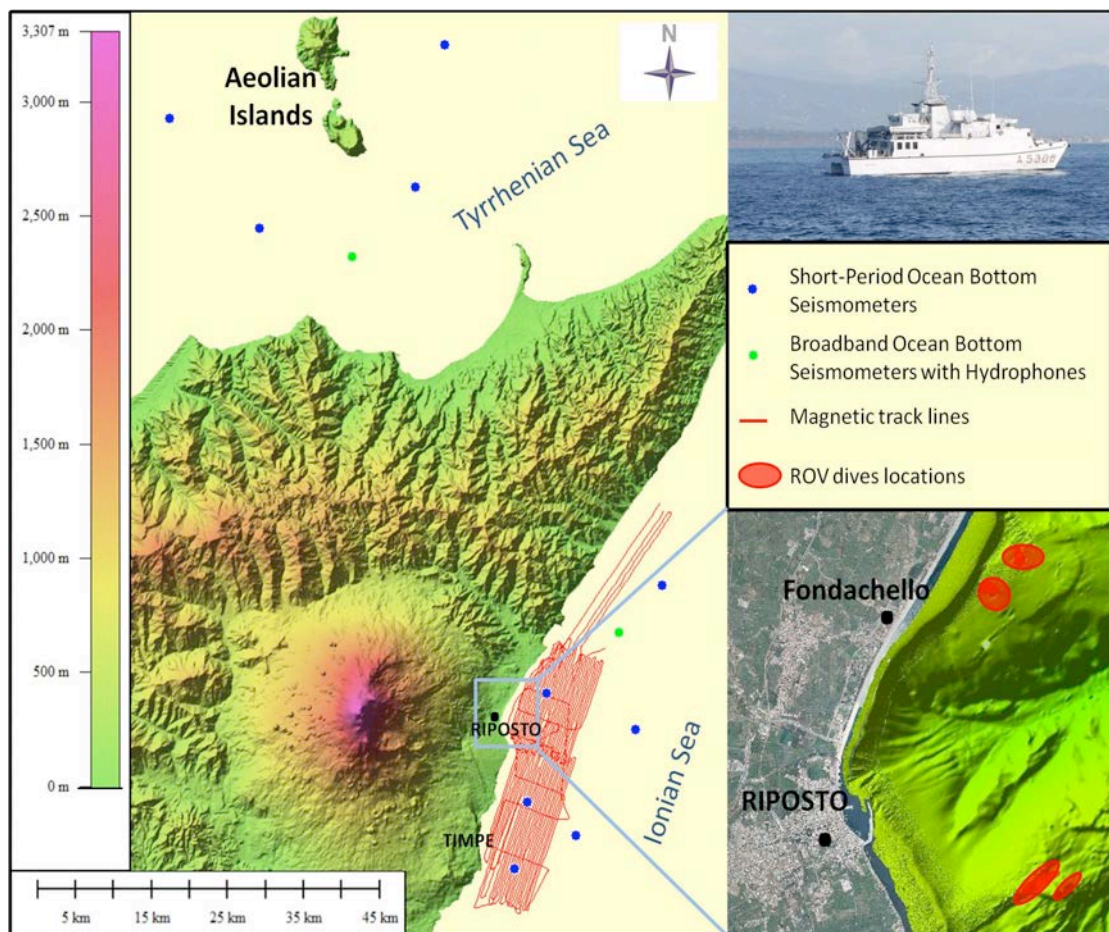 3,307 m
3,000 m
2,500 m
2,000 m
1,500 m
1,000 m
500 m
0 m
Aeolian
Islands
N
Tyrrhenian Sea
RIPOSTO
TIMPE
Ionian Sea
5 km
15 km
25 km
35 km
45 km
A 5308
Short-Period Ocean Bottom
Seismometers
Broadband Ocean Bottom
Seismometers with Hydrophones
Magnetic track lines
ROV dives locations
Fondachello
RIPOSTO